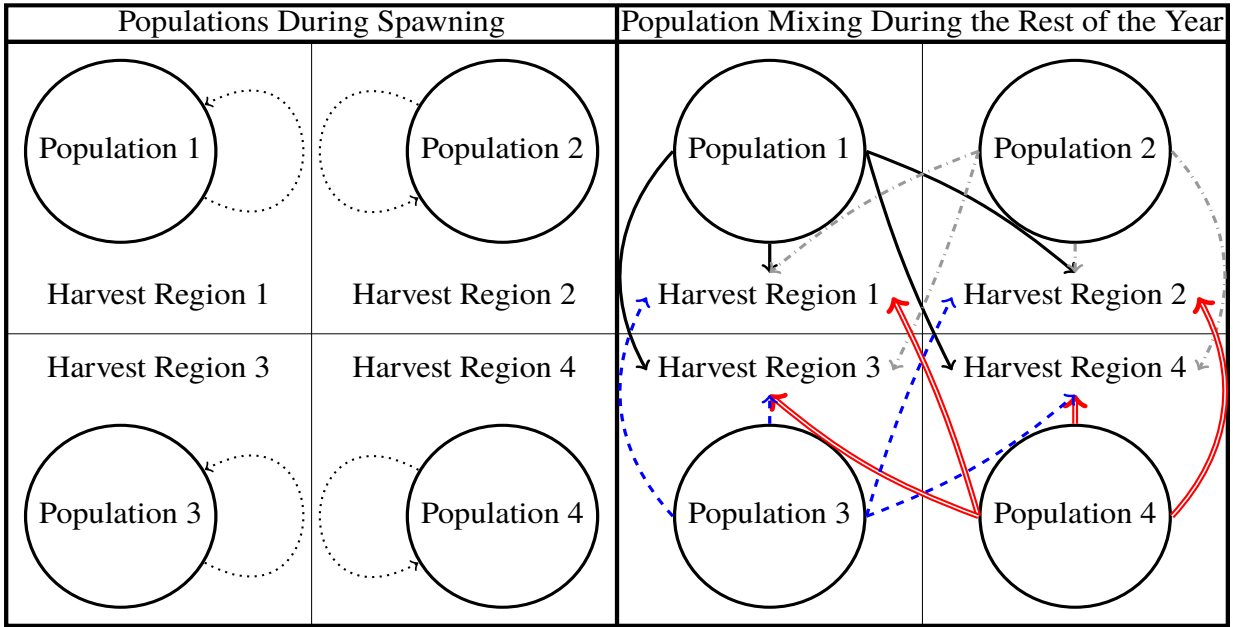 Populations During Spawning
Population Mixing During the Rest of the Year
Population 1
Population 2
Population 1
Population 2
Harvest Region 1
Harvest Region 2
Harvest Region 1
Harvest Region 2
Harvest Region 3
Harvest Region 4
Harvest Region 3
Harvest Region 4
Population 3
Population 4
Population 3
Population 4